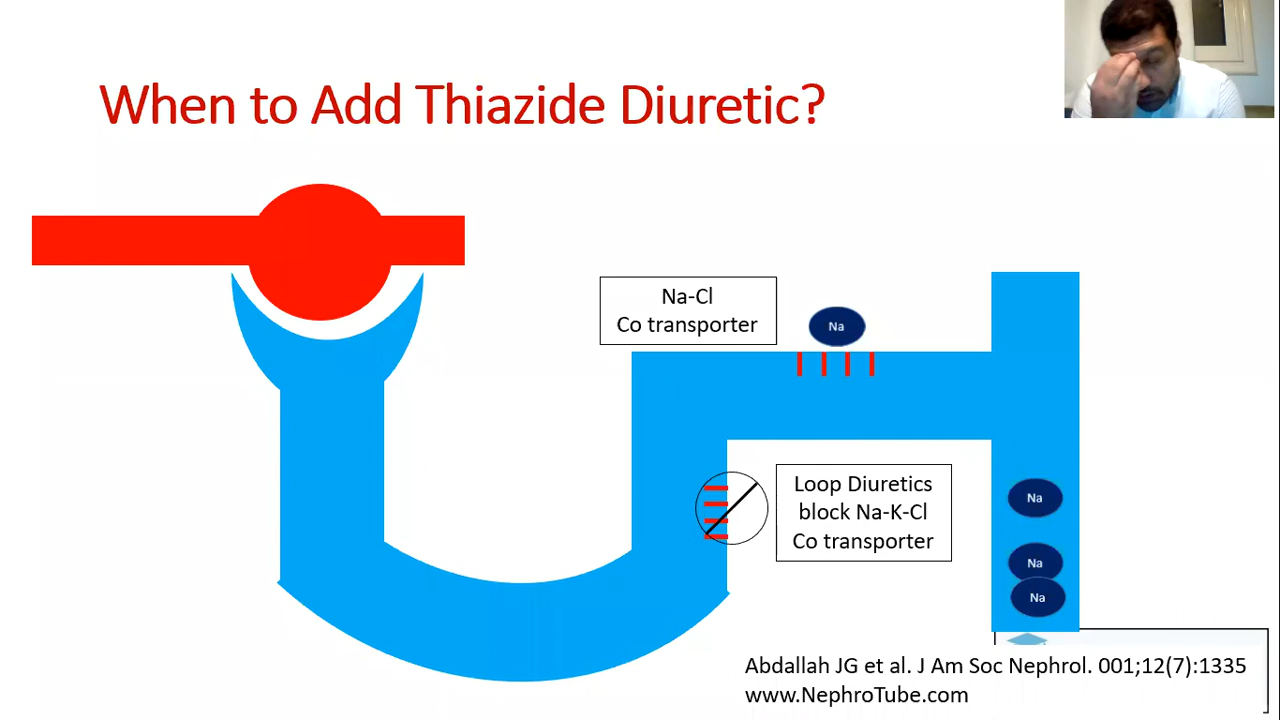 When to Add Thiazide Diuretic?
Na-Cl
Co transporter
Na
Loop Diuretics
block Na-K-Cl
Co transporter
Na
Na
Na
Abdallah JG et al. J Am Soc Nephrol. 001;12(7):1335
www.NephroTube.com